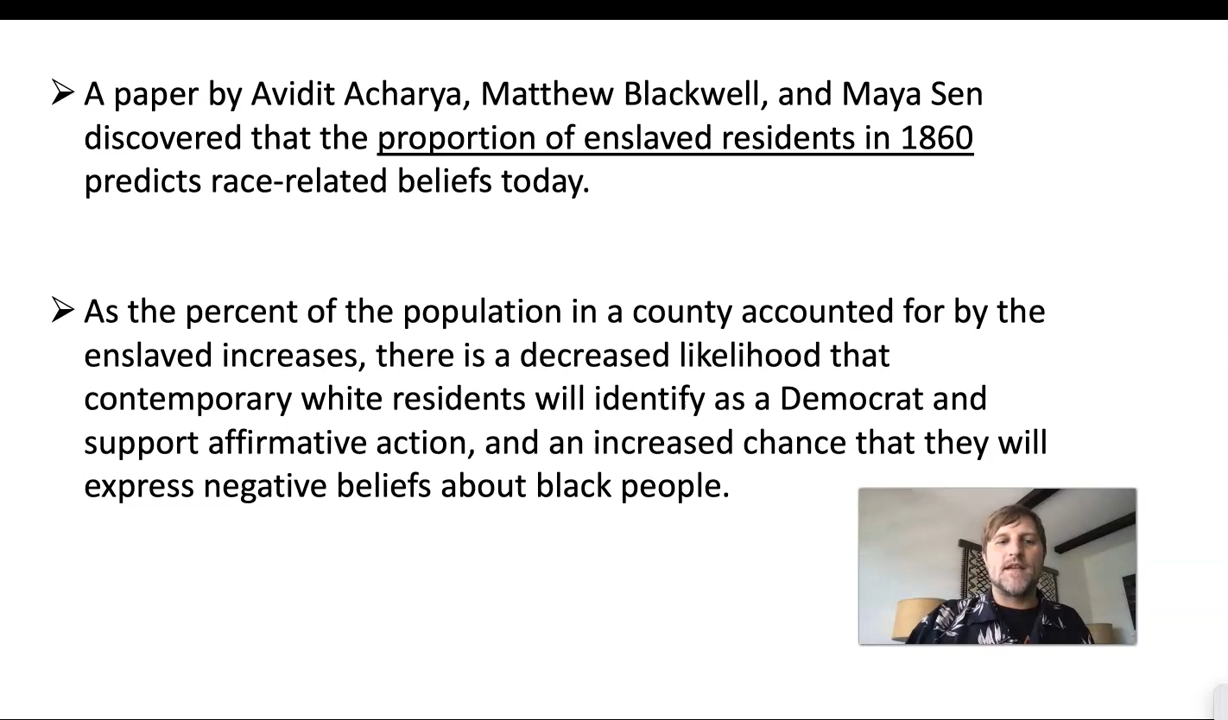 ➢ A paper by Avidit Acharya, Matthew Blackwell, and Maya Sen
discovered that the proportion of enslaved residents in 1860
predicts race-related beliefs today.
➢ As the percent of the population in a county accounted for by the
enslaved increases, there is a decreased likelihood that
contemporary white residents will identify as a Democrat and
support affirmative action, and an increased chance that they will
express negative beliefs about black people.